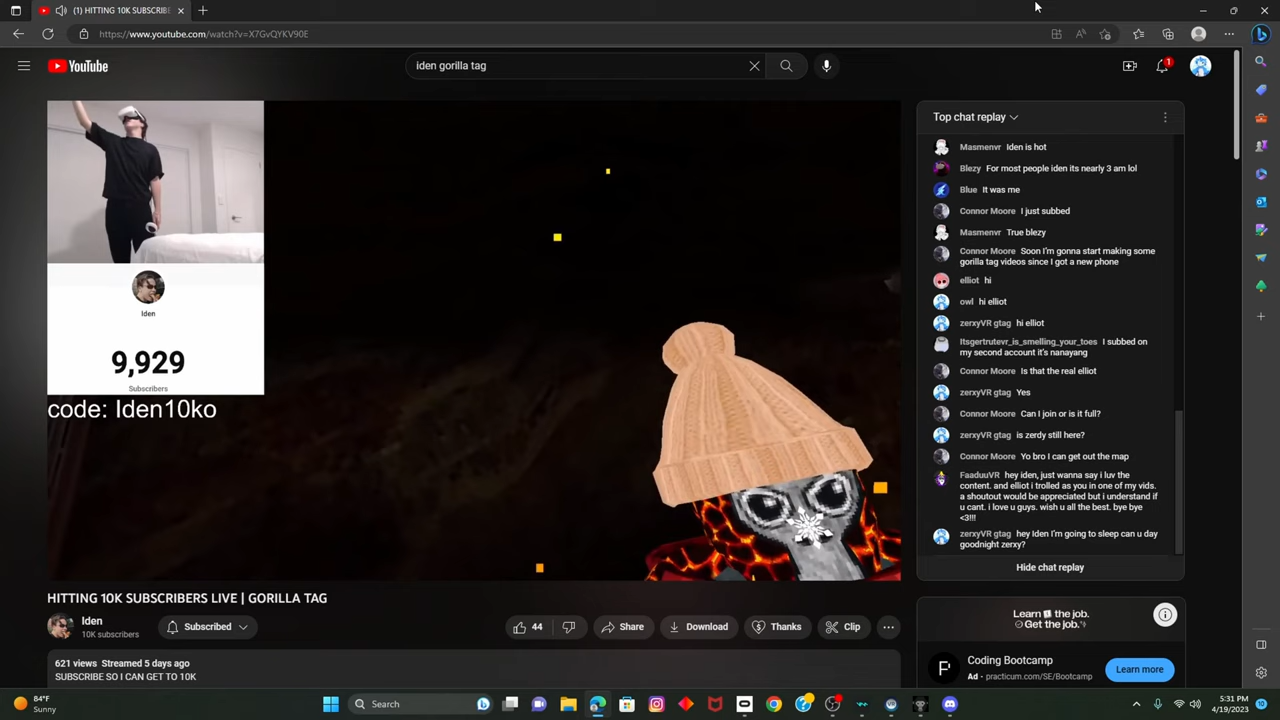 (1) HITTING 10K SUBSCRIBE
https://www.youtube.com/watch?v=X7GvQYKV90E
YouTube
iden gorilla tag
Iden
9,929
Subscribers
code: Iden10ko
Top chat replay
Masmenvr Iden is hot
Blezy For most people iden its nearly 3 am lol
Blue It was me
Connor Moore I just subbed
Masmenvr True blezy
Connor Moore Soon I'm gonna start making some
gorilla tag videos since I got a new phone
elliot hi
owl hi elliot
zerxyVR gtag hi elliot
Itsgertrutevr_is_smelling_your_toes I subbed on
my second account it's nanayang
Connor Moore Is that the real elliot
zerxyVR gtag Yes
Connor Moore Can I join or is it full?
zerxyVR gtag is zerdy still here?
Connor Moore Yo bro I can get out the map
FaaduuVR hey iden, just wanna say i luv the
content. and elliot i trolled as you in one of my vids.
a shoutout would be appreciated but i understand if
u cant. i love u guys. wish u all the best. bye bye
<3!!!
zerxyVR gtag hey Iden I'm going to sleep can u day
goodnight zerxy?
Hide chat replay
HITTING 10K SUBSCRIBERS LIVE | GORILLA TAG
Iden
10K subscribers
Subscribed
44
Share
Download
Thanks
Clip
621 views Streamed 5 days ago
SUBSCRIBE SO I CAN GET TO 10K
Learn the job.
Get the job.
Coding Bootcamp
Ad · practicum.com/SE/Bootcamp
Learn more
84°F
Sunny
Search
5:31 PM
4/19/2023